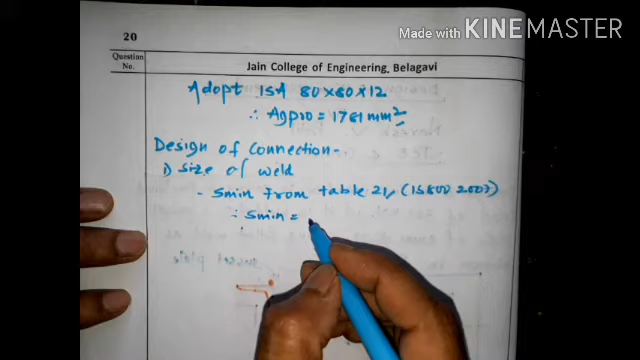 Made with KINEMASTER
20
Question No.
Jain College of Engineering, Belagavi
Adopt ISA 80×80×12
∴ Agpro = 1781 mm²
Design of connection-
1) size of weld
- Smin from table 21, (IS800 2007)
∴ Smin =